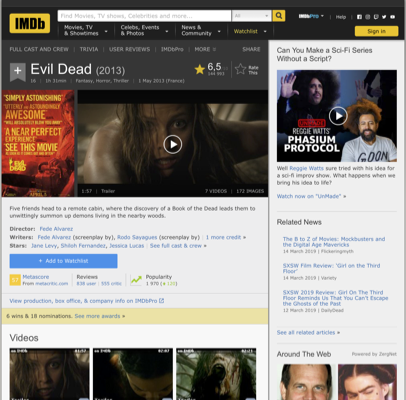 IMDb
Find Movies, TV shows, Celebrities and more...
All
IMDbPro
Help
Movies, TV
& Showtimes
Celebs, Events
& Photos
News &
Community
Watchlist
Sign in
FULL CAST AND CREW | TRIVIA | USER REVIEWS | IMDbPro | MORE
SHARE
Evil Dead (2013)
16 | 1h 31min | Fantasy, Horror, Thriller | 1 May 2013 (France)
6,5
Rate
This
"SIMPLY ASTONISHING"
AWESOME
"A NEAR PERFECT
SEE THIS MOVIE
EVIL
DEAD
APRIL 5
1:57 | Trailer
7 VIDEOS | 172 IMAGES
Five friends head to a remote cabin, where the discovery of a Book of the Dead leads them to
unwittingly summon up demons living in the nearby woods.
Director: Fede Alvarez
Writers: Fede Alvarez (screenplay by), Rodo Sayagues (screenplay by) | 1 more credit »
Stars: Jane Levy, Shiloh Fernandez, Jessica Lucas | See full cast & crew »
+ Add to Watchlist
57
Metascore
From metacritic.com
Reviews
838 user | 555 critic
Popularity
1 970
View production, box office, & company info on IMDbPro
6 wins & 18 nominations. See more awards »
Videos
Can You Make a Sci-Fi Series
Without a Script?
REGGIE WATTS'
PHASIUM
PROTOCOL
GOON
Well Reggie Watts sure tried with his idea for
a sci-fi improv show. What happens when we
bring his idea to life?
Watch now on "UnMade" »
Related News
The B to Z of Movies: Mockbusters and
the Digital Age Mavericks
14 March 2019 | Flickeringmyth
SXSW Film Review: 'Girl on the Third
Floor'
14 March 2019 | Variety
SXSW 2019 Review: Girl On The Third
Floor Reminds Us That You Can't Escape
the Ghosts of the Past
12 March 2019 | DailyDead
See all related articles »
Around The Web
Powered by ZergNet